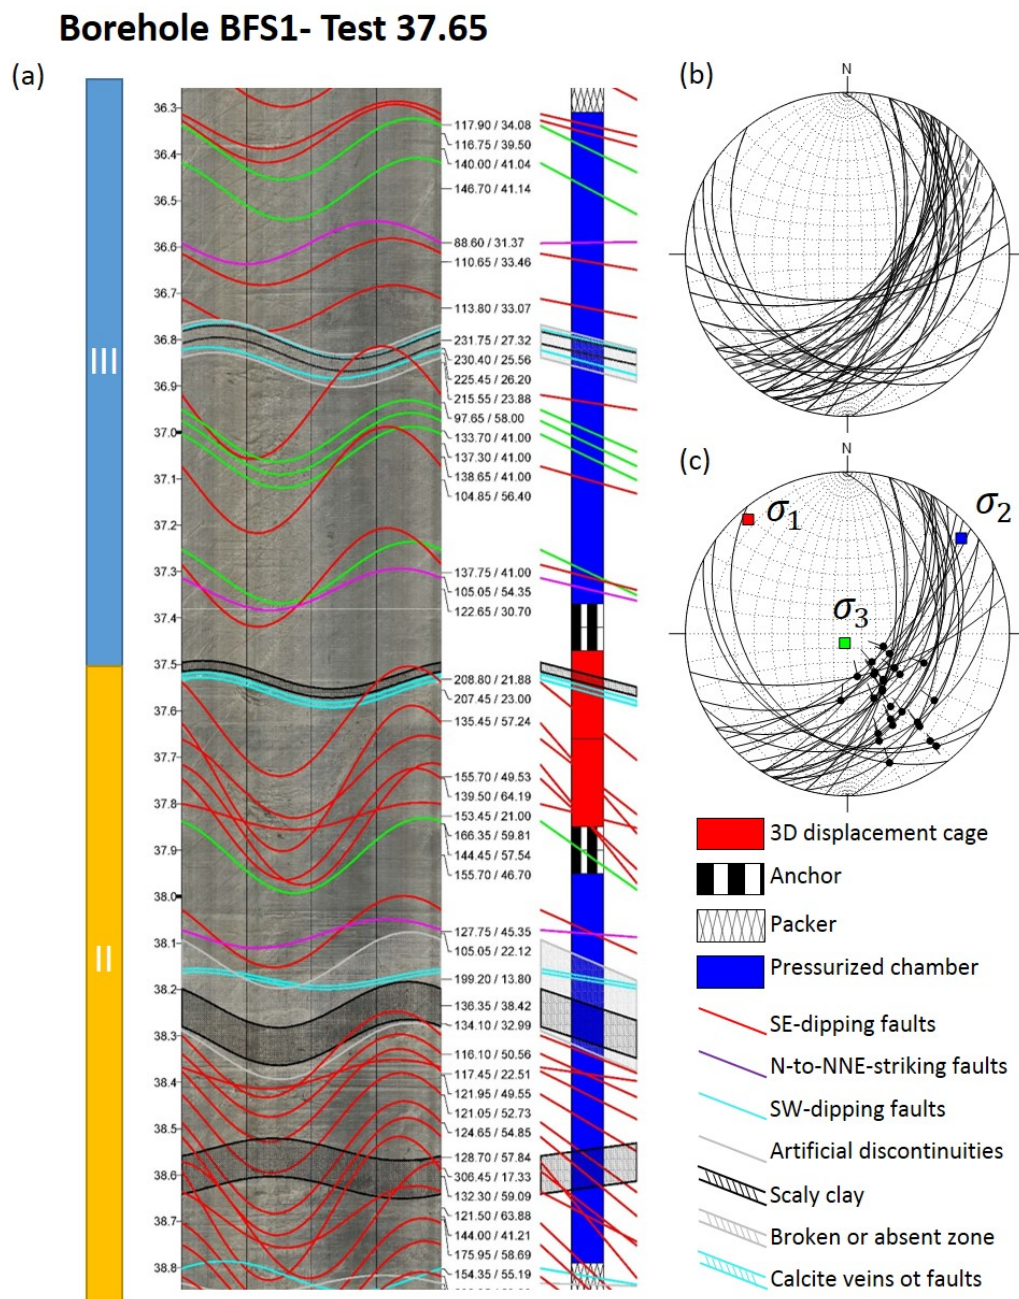 Borehole BFS1- Test 37.65
(a)
III
II
36.3
36.4
36.5
36.6
36.7
36.8
36.9
37.0
37.1
37.2
37.3
37.4
37.5
37.6
37.7
37.8
37.9
38.0
38.1
38.2
38.3
38.4
38.5
38.6
38.7
38.8
117.90 / 34.08
116.75 / 39.50
140.00 / 41.04
146.70 / 41.14
88.60 / 31.37
110.65 / 33.46
113.80 / 33.07
231.75 / 27.32
230.40 / 25.56
225.45 / 26.20
215.55 / 23.88
97.65 / 58.00
133.70 / 41.00
137.30 / 41.00
138.65 / 41.00
104.85 / 56.40
137.75 / 41.00
105.05 / 54.35
122.65 / 30.70
208.80 / 21.88
207.45 / 23.00
135.45 / 57.24
155.70 / 49.53
139.50 / 64.19
153.45 / 21.00
166.35 / 59.81
144.45 / 57.54
155.70 / 46.70
127.75 / 45.35
105.05 / 22.12
199.20 / 13.80
136.35 / 38.42
134.10 / 32.99
116.10 / 50.56
117.45 / 22.51
121.95 / 49.55
121.05 / 52.73
124.65 / 54.85
128.70 / 57.84
306.45 / 17.33
132.30 / 59.09
121.50 / 63.88
144.00 / 41.21
175.95 / 58.69
154.35 / 55.19
(b)
N
(c)
N
σ1
σ2
σ3
3D displacement cage
Anchor
Packer
Pressurized chamber
SE-dipping faults
N-to-NNE-striking faults
SW-dipping faults
Artificial discontinuities
Scaly clay
Broken or absent zone
Calcite veins ot faults